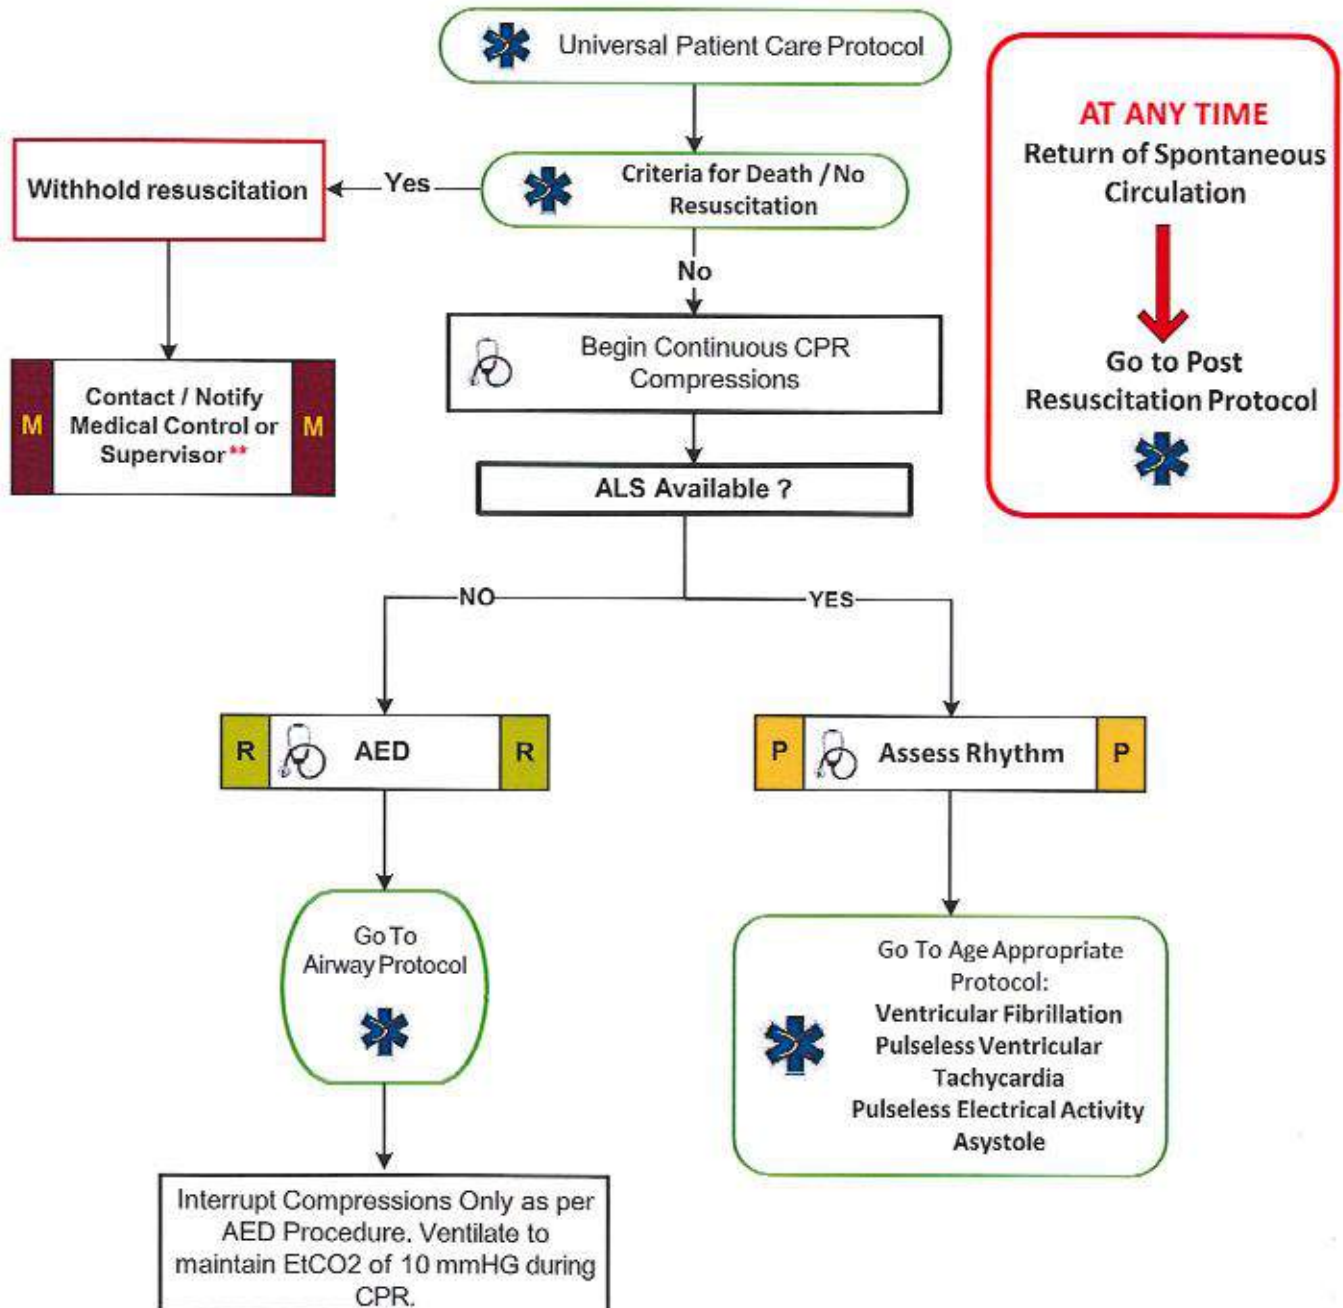 Universal Patient Care Protocol
AT ANY TIME
Return of Spontaneous
Circulation
Go to Post
Resuscitation Protocol
Criteria for Death / No
Resuscitation
Yes
Withhold resuscitation
No
Contact / Notify
Medical Control or
Supervisor**
M
M
Begin Continuous CPR
Compressions
ALS Available ?
NO
YES
R
AED
R
P
Assess Rhythm
P
Go To
Airway Protocol
Go To Age Appropriate
Protocol:
Ventricular Fibrillation
Pulseless Ventricular
Tachycardia
Pulseless Electrical Activity
Asystole
Interrupt Compressions Only as per
AED Procedure. Ventilate to
maintain EtCO2 of 10 mmHG during
CPR.